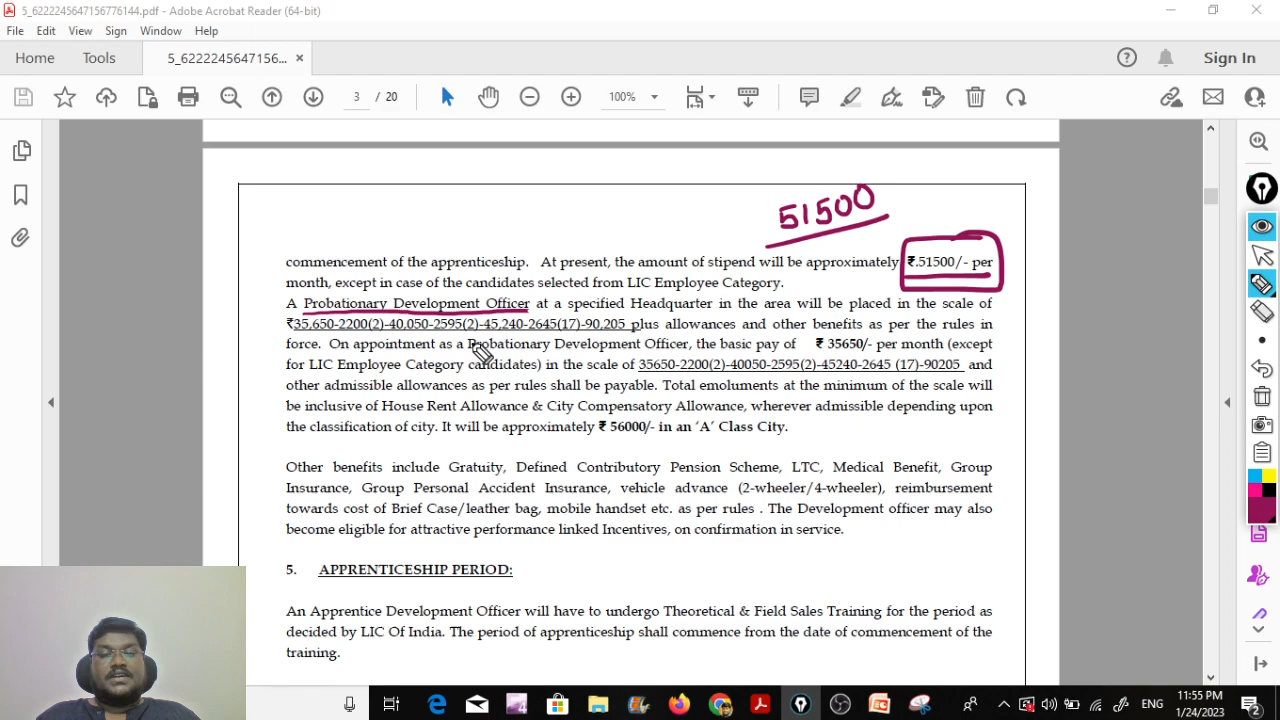 5_6222245647156776144.pdf - Adobe Acrobat Reader (64-bit)
File Edit View Sign Window Help
Home Tools 5_6222245647156... × Sign In
3 / 20 100%
51500
commencement of the apprenticeship. At present, the amount of stipend will be approximately ₹.51500/- per
month, except in case of the candidates selected from LIC Employee Category.
A Probationary Development Officer at a specified Headquarter in the area will be placed in the scale of
₹35,650-2200(2)-40,050-2595(2)-45,240-2645(17)-90,205 plus allowances and other benefits as per the rules in
force. On appointment as a Probationary Development Officer, the basic pay of ₹ 35650/- per month (except
for LIC Employee Category candidates) in the scale of 35650-2200(2)-40050-2595(2)-45240-2645 (17)-90205 and
other admissible allowances as per rules shall be payable. Total emoluments at the minimum of the scale will
be inclusive of House Rent Allowance & City Compensatory Allowance, wherever admissible depending upon
the classification of city. It will be approximately ₹ 56000/- in an ‘A’ Class City.
Other benefits include Gratuity, Defined Contributory Pension Scheme, LTC, Medical Benefit, Group
Insurance, Group Personal Accident Insurance, vehicle advance (2-wheeler/4-wheeler), reimbursement
towards cost of Brief Case/leather bag, mobile handset etc. as per rules . The Development officer may also
become eligible for attractive performance linked Incentives, on confirmation in service.
5. APPRENTICESHIP PERIOD:
An Apprentice Development Officer will have to undergo Theoretical & Field Sales Training for the period as
decided by LIC Of India. The period of apprenticeship shall commence from the date of commencement of the
training.
ENG
11:55 PM
1/24/2023